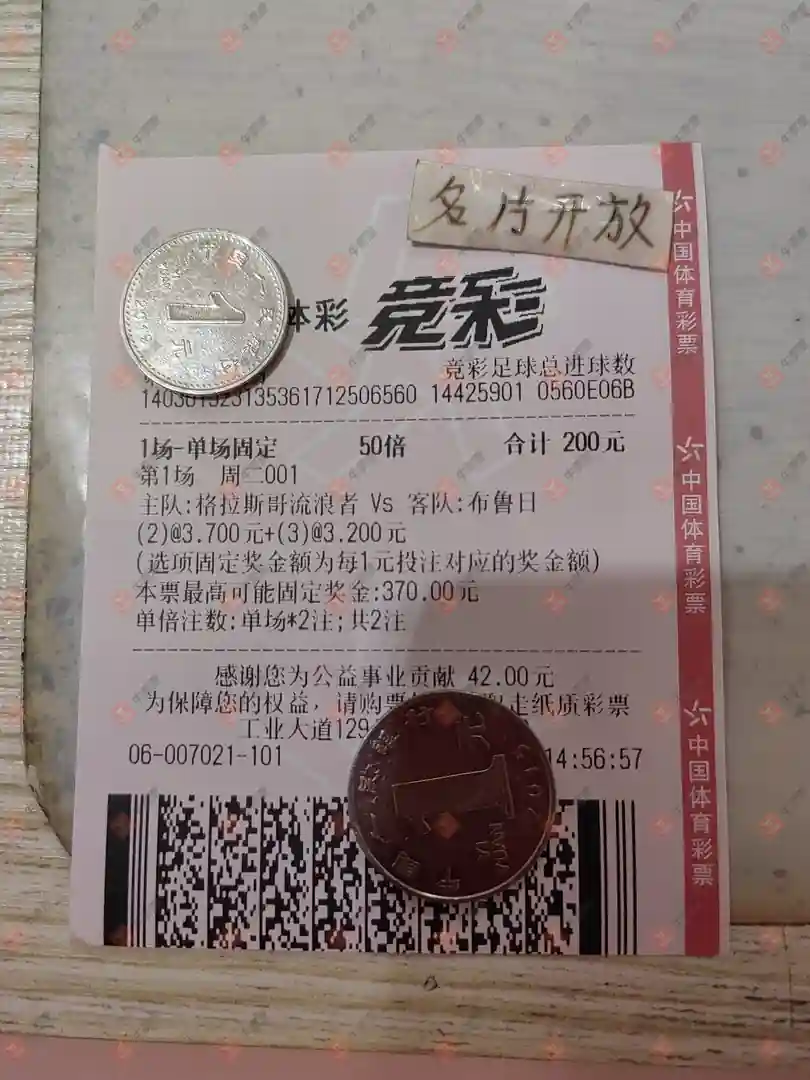 名片开放
体彩 竞彩
竞彩足球总进球数
14425901 0560E06B
1场-单场固定 50倍 合计 200元
第1场 周二001
主队:格拉斯哥流浪者 Vs 客队:布鲁日
(2)@3.700元+(3)@3.200元
(选项固定奖金额为每1元投注对应的奖金额)
本票最高可能固定奖金:370.00元
单倍注数:单场*2注;共2注
感谢您为公益事业贡献 42.00元
为保障您的权益，请购票 走纸质彩票
工业大道129
06-007021-101 14:56:57
中国体育彩票
中国体育彩票
中国体育彩票
1
元
1
元